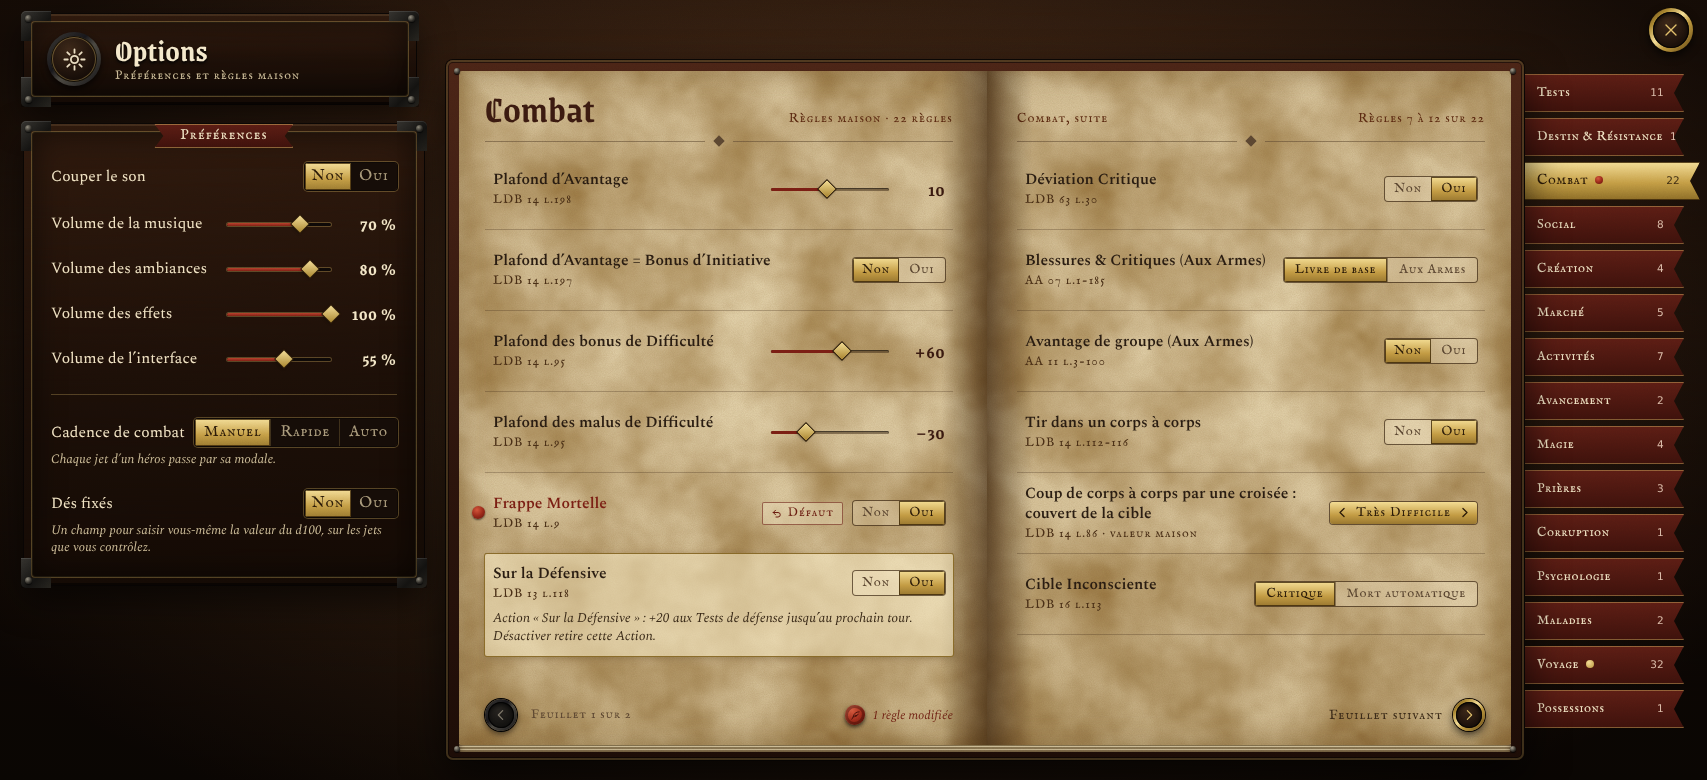 Options
Préférences et règles maison
Préférences
Couper le son
Non Oui
Volume de la musique
70 %
Volume des ambiances
80 %
Volume des effets
100 %
Volume de l'interface
55 %
Cadence de combat
Manuel Rapide Auto
Chaque jet d'un héros passe par sa modale.
Dés fixés
Non Oui
Un champ pour saisir vous-même la valeur du d100, sur les jets
que vous contrôlez.
Combat
Règles maison · 22 règles
Plafond d'Avantage
LDB 14 l.198
10
Plafond d'Avantage = Bonus d'Initiative
LDB 14 l.197
Non Oui
Plafond des bonus de Difficulté
LDB 14 l.95
+60
Plafond des malus de Difficulté
LDB 14 l.95
−30
Frappe Mortelle
LDB 14 l.9
Défaut
Non Oui
Sur la Défensive
LDB 13 l.118
Non Oui
Action « Sur la Défensive » : +20 aux Tests de défense jusqu'au prochain tour.
Désactiver retire cette Action.
Feuillet 1 sur 2
1 règle modifiée
Combat, suite
Règles 7 à 12 sur 22
Déviation Critique
LDB 63 l.30
Non Oui
Blessures & Critiques (Aux Armes)
AA 07 l.1-185
Livre de base Aux Armes
Avantage de groupe (Aux Armes)
AA 11 l.3-100
Non Oui
Tir dans un corps à corps
LDB 14 l.112-116
Non Oui
Coup de corps à corps par une croisée :
couvert de la cible
LDB 14 l.86 · valeur maison
Très Difficile
Cible Inconsciente
LDB 16 l.113
Critique Mort automatique
Feuillet suivant
Tests 11
Destin & Résistance 1
Combat 22
Social 8
Création 4
Marché 5
Activités 7
Avancement 2
Magie 4
Prières 3
Corruption 1
Psychologie 1
Maladies 2
Voyage 32
Possessions 1